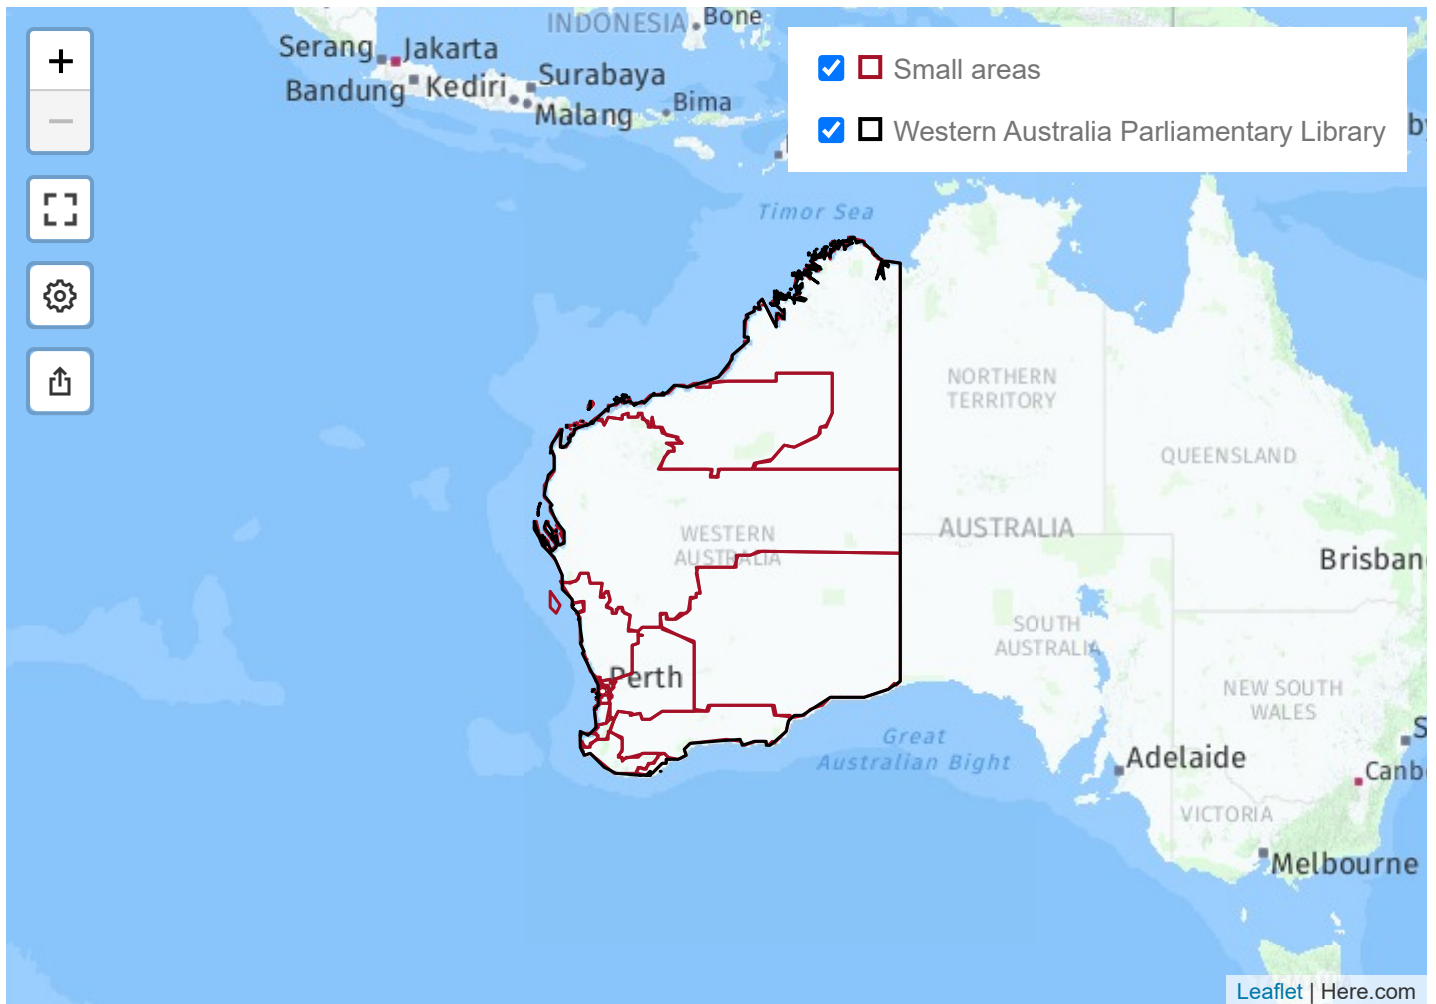 INDONESIA
Bone
Serang
Jakarta
Bandung
Kediri
Surabaya
Malang
Bima
+
−
Small areas
Western Australia Parliamentary Library
by
Timor Sea
NORTHERN
TERRITORY
QUEENSLAND
WESTERN
AUSTRALIA
AUSTRALIA
Brisban
SOUTH
AUSTRALIA
Perth
NEW SOUTH
WALES
Great
Australian Bight
Adelaide
S
Canb
VICTORIA
Melbourne
Leaflet | Here.com